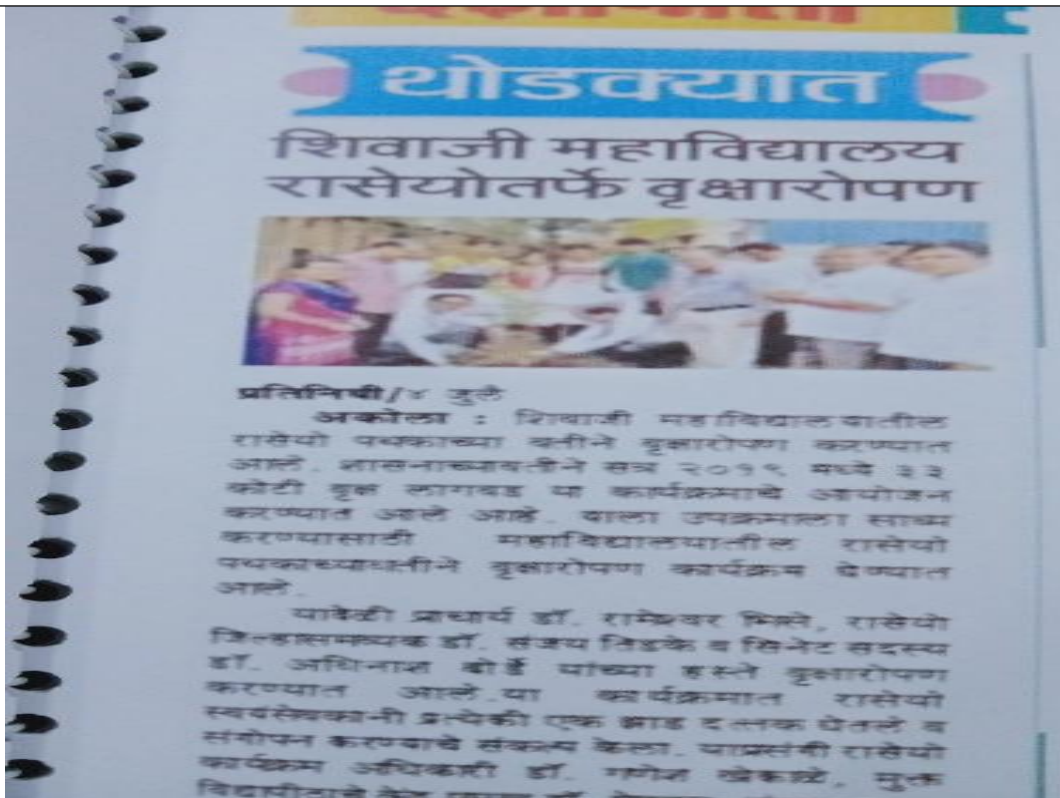 थोडक्यात
शिवाजी महाविद्यालय
रासेयोतर्फे वृक्षारोपण
प्रतिनिधी/४ जुलै
अकोला : शिवाजी महाविद्यालयातील
रासेयो पथकाच्या वतीने वृक्षारोपण करण्यात
आले. शासनाच्यावतीने सत्र २०१९ मध्ये ३३
कोटी वृक्ष लागवड या कार्यक्रमाचे आयोजन
करण्यात आले आहे. याला उपक्रमाला साध्य
करण्यासाठी महाविद्यालयातील रासेयो
पथकाच्यावतीने वृक्षारोपण कार्यक्रम घेण्यात
आले.
यावेळी प्राचार्य डॉ. रामेश्वर भिसे, रासेयो
जिल्हासमन्वयक डॉ. संजय तिडके व सिनेट सदस्य
डॉ. अविनाश बोर्डे यांच्या हस्ते वृक्षारोपण
करण्यात आले.या कार्यक्रमात रासेयो
स्वयंसेवकांनी प्रत्येकी एक झाड दत्तक घेतले व
संगोपन करण्याचे संकल्प केला. याप्रसंगी रासेयो
कार्यक्रम अधिकारी डॉ. गणेश खेकाळे, मुक्त